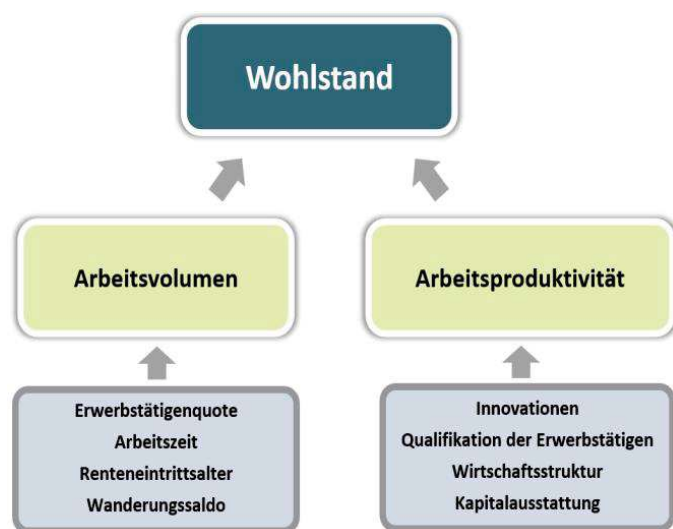 Wohlstand
Arbeitsvolumen
Arbeitsproduktivität
Erwerbstätigenquote
Arbeitszeit
Renteneintrittsalter
Wanderungssaldo
Innovationen
Qualifikation der Erwerbstätigen
Wirtschaftsstruktur
Kapitalausstattung